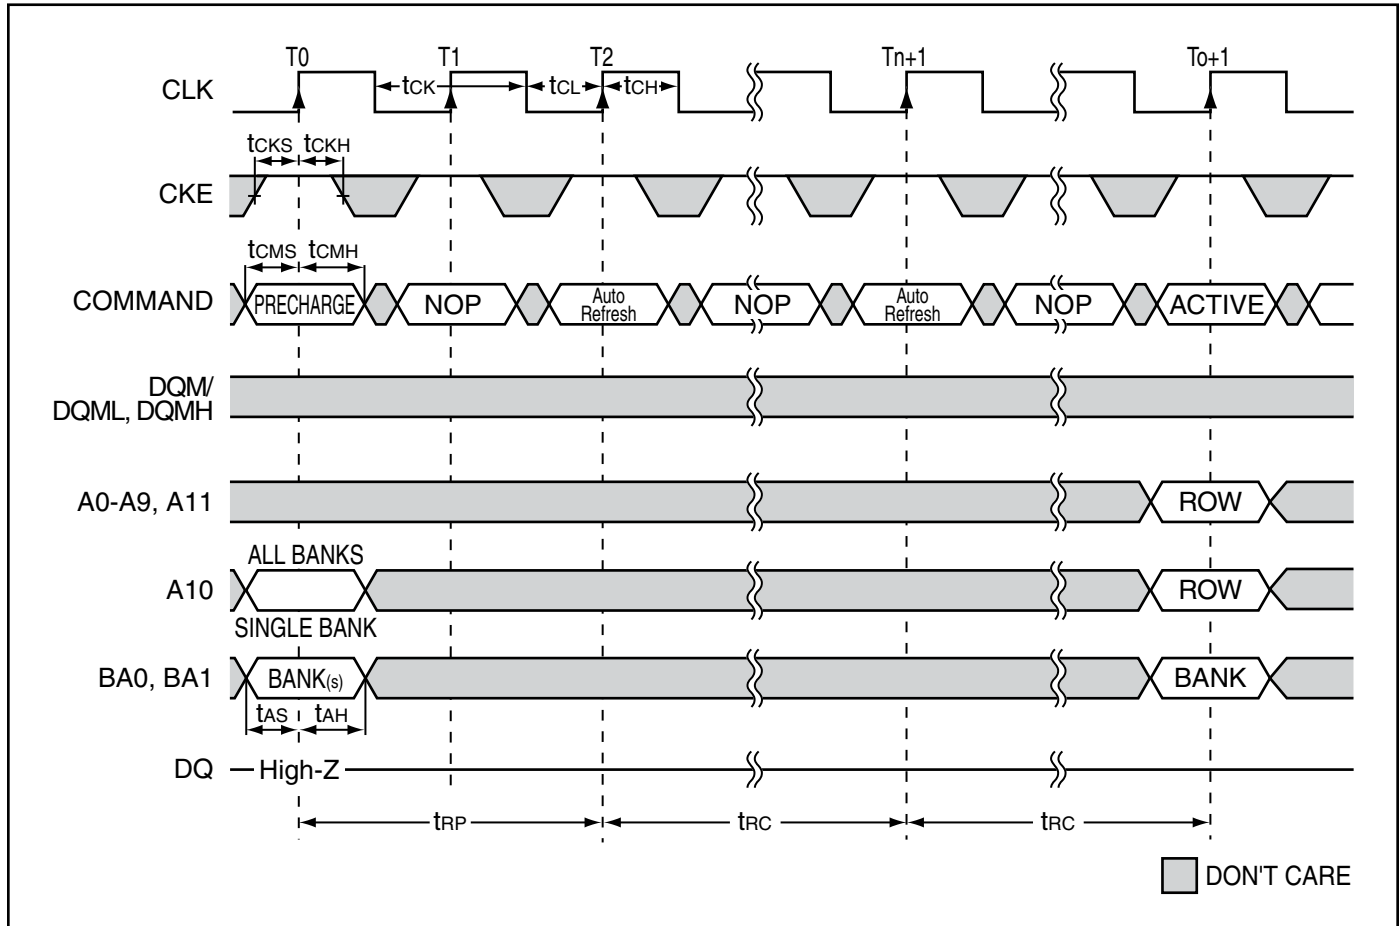 T0 T1 T2 Tn+1 To+1
CLK tCK tCL tCH
tCKS tCKH
CKE
tCMS tCMH
COMMAND PRECHARGE NOP Auto Refresh NOP Auto Refresh NOP ACTIVE
DQM/
DQML, DQMH
A0-A9, A11 ROW
ALL BANKS
A10 ROW
SINGLE BANK
BA0, BA1 BANK(s) BANK
tAS tAH
DQ High-Z
tRP tRC tRC
DON'T CARE